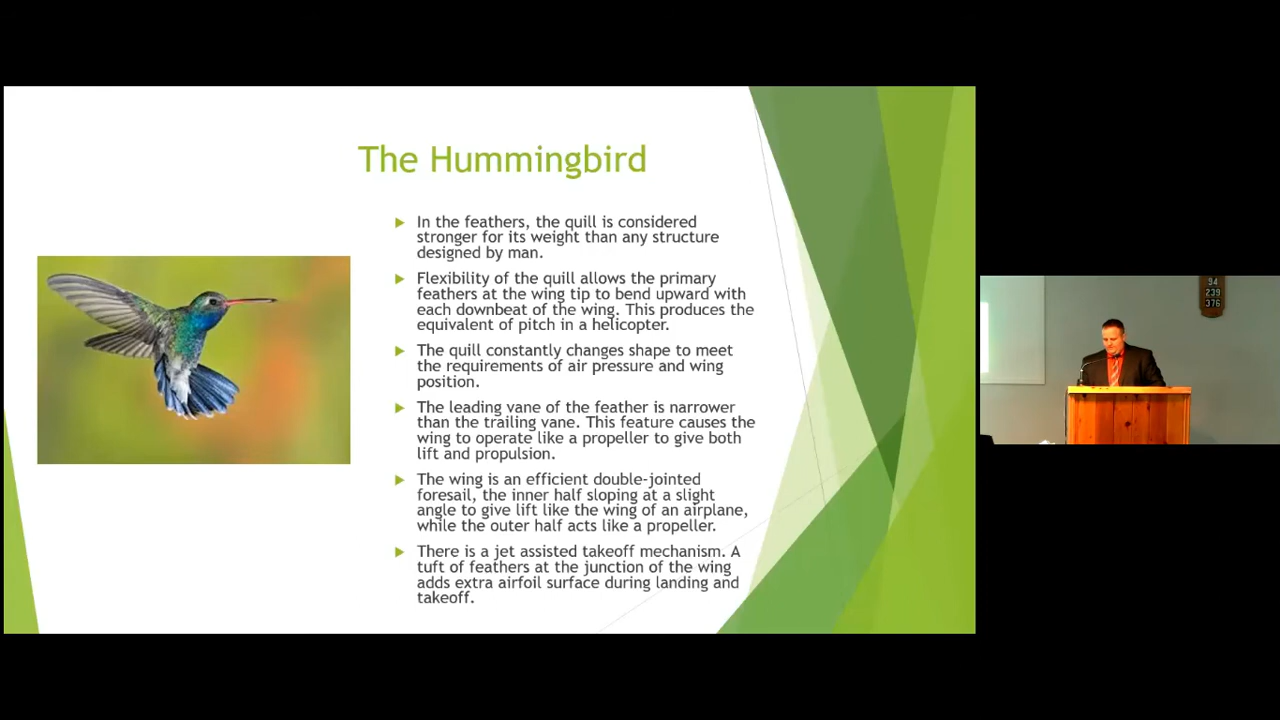 The Hummingbird
In the feathers, the quill is considered
stronger for its weight than any structure
designed by man.
Flexibility of the quill allows the primary
feathers at the wing tip to bend upward with
each downbeat of the wing. This produces the
equivalent of pitch in a helicopter.
The quill constantly changes shape to meet
the requirements of air pressure and wing
position.
The leading vane of the feather is narrower
than the trailing vane. This feature causes the
wing to operate like a propeller to give both
lift and propulsion.
The wing is an efficient double-jointed
foresail, the inner half sloping at a slight
angle to give lift like the wing of an airplane,
while the outer half acts like a propeller.
There is a jet assisted takeoff mechanism. A
tuft of feathers at the junction of the wing
adds extra airfoil surface during landing and
takeoff.
94
239
376